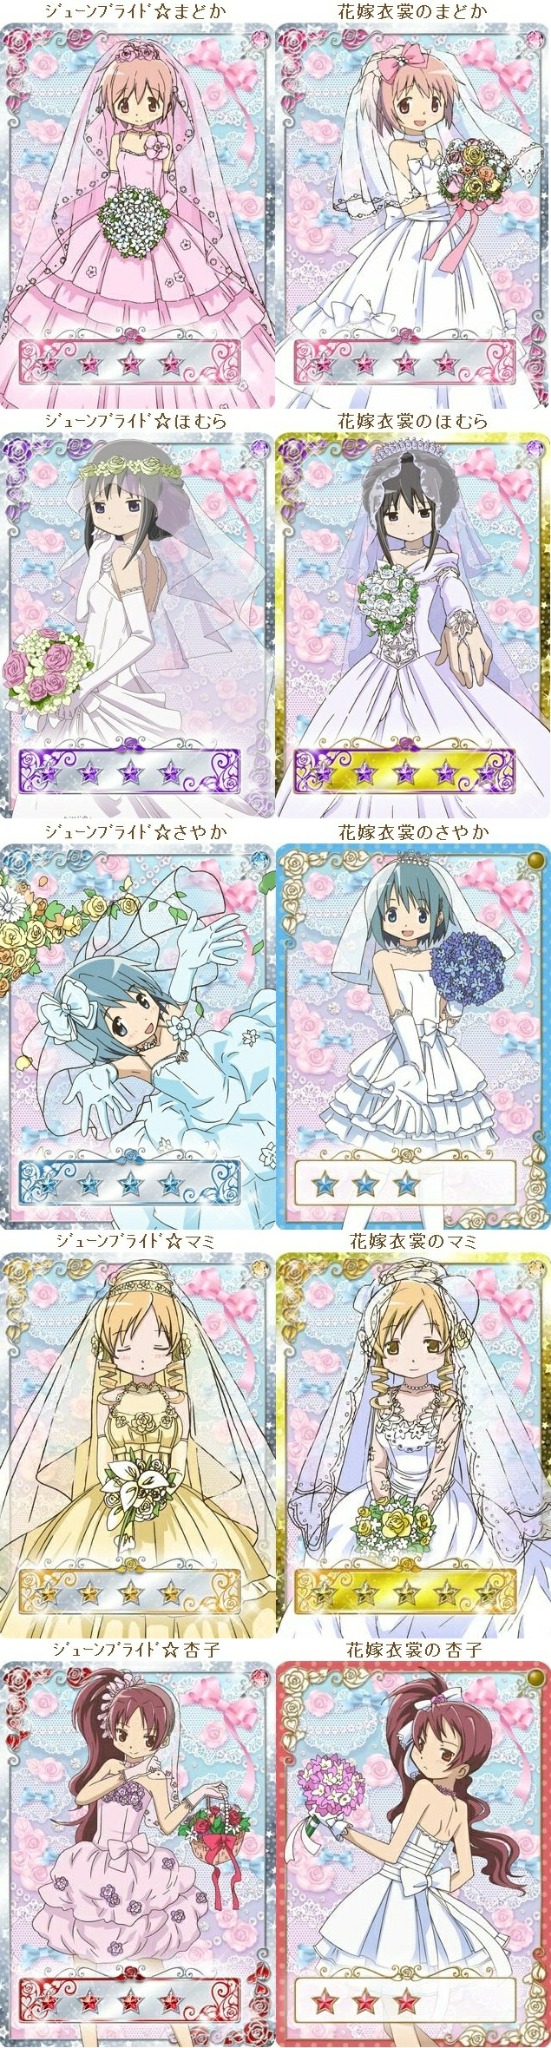 ｼﾞｭｰﾝﾌﾞﾗｲﾄﾞ☆まどか
花嫁衣裳のまどか
ｼﾞｭｰﾝﾌﾞﾗｲﾄﾞ☆ほむら
花嫁衣裳のほむら
ｼﾞｭｰﾝﾌﾞﾗｲﾄﾞ☆さやか
花嫁衣裳のさやか
ｼﾞｭｰﾝﾌﾞﾗｲﾄﾞ☆マミ
花嫁衣裳のマミ
ｼﾞｭｰﾝﾌﾞﾗｲﾄﾞ☆杏子
花嫁衣裳の杏子